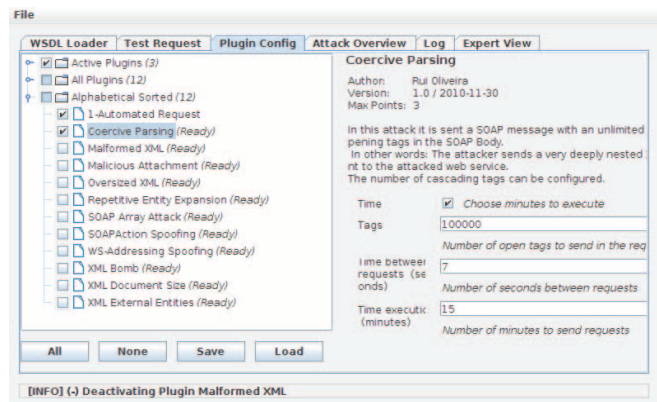 File
WSDL Loader Test Request Plugin Config Attack Overview Log Expert View
Active Plugins (3)
All Plugins (12)
Alphabetical Sorted (12)
1-Automated Request
Coercive Parsing (Ready)
Malformed XML (Ready)
Malicious Attachment (Ready)
Oversized XML (Ready)
Repetitive Entity Expansion (Ready)
SOAP Array Attack (Ready)
SOAPAction Spoofing (Ready)
WS-Addressing Spoofing (Ready)
XML Bomb (Ready)
XML Document Size (Ready)
XML External Entities (Ready)
All None Save Load
Coercive Parsing
Author: Rui Oliveira
Version: 1.0 / 2010-11-30
Max Points: 3
In this attack it is sent a SOAP message with an unlimited
pening tags in the SOAP Body.
In other words: The attacker sends a very deeply nested
nt to the attacked web service.
The number of cascading tags can be configured.
Time Choose minutes to execute
Tags 100000
Number of open tags to send in the req
Time between
requests (se 7
onds) Number of seconds between requests
Time executic 15
(minutes)
Number of minutes to send requests
[INFO] (-) Deactivating Plugin Malformed XML